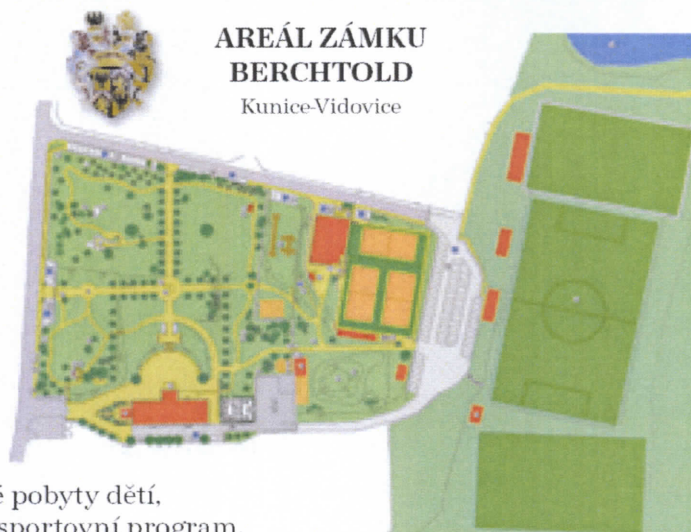 AREÁL ZÁMKU
BERCHTOLD
Kunice-Vidovice
pobyty dětí,
sportovní program,